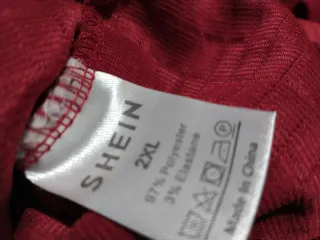 SHEIN
2XL
97% Polyester
3% Elastane
Made In China